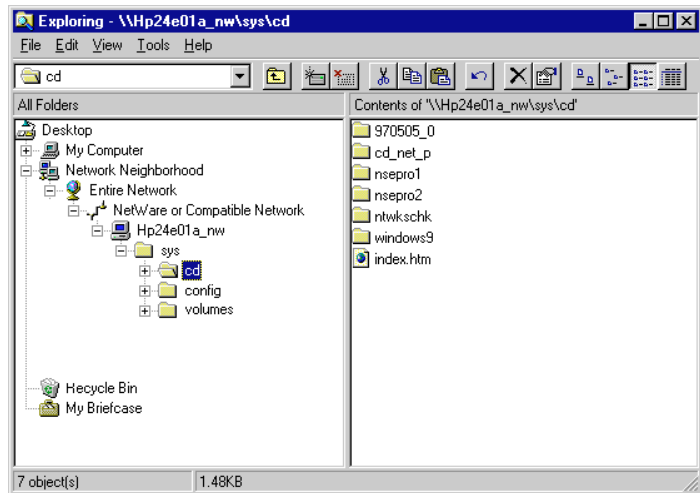 Exploring - \\Hp24e01a_nw\sys\cd
File Edit View Tools Help
cd
All Folders
Contents of '\\Hp24e01a_nw\sys\cd'
Desktop
My Computer
Network Neighborhood
Entire Network
NetWare or Compatible Network
Hp24e01a_nw
sys
cd
config
volumes
Hecycle Bin
My Briefcase
970505_0
cd_net_p
nsepro1
nsepro2
ntwkschk
windows9
index.htm
7 object(s) 1.48KB